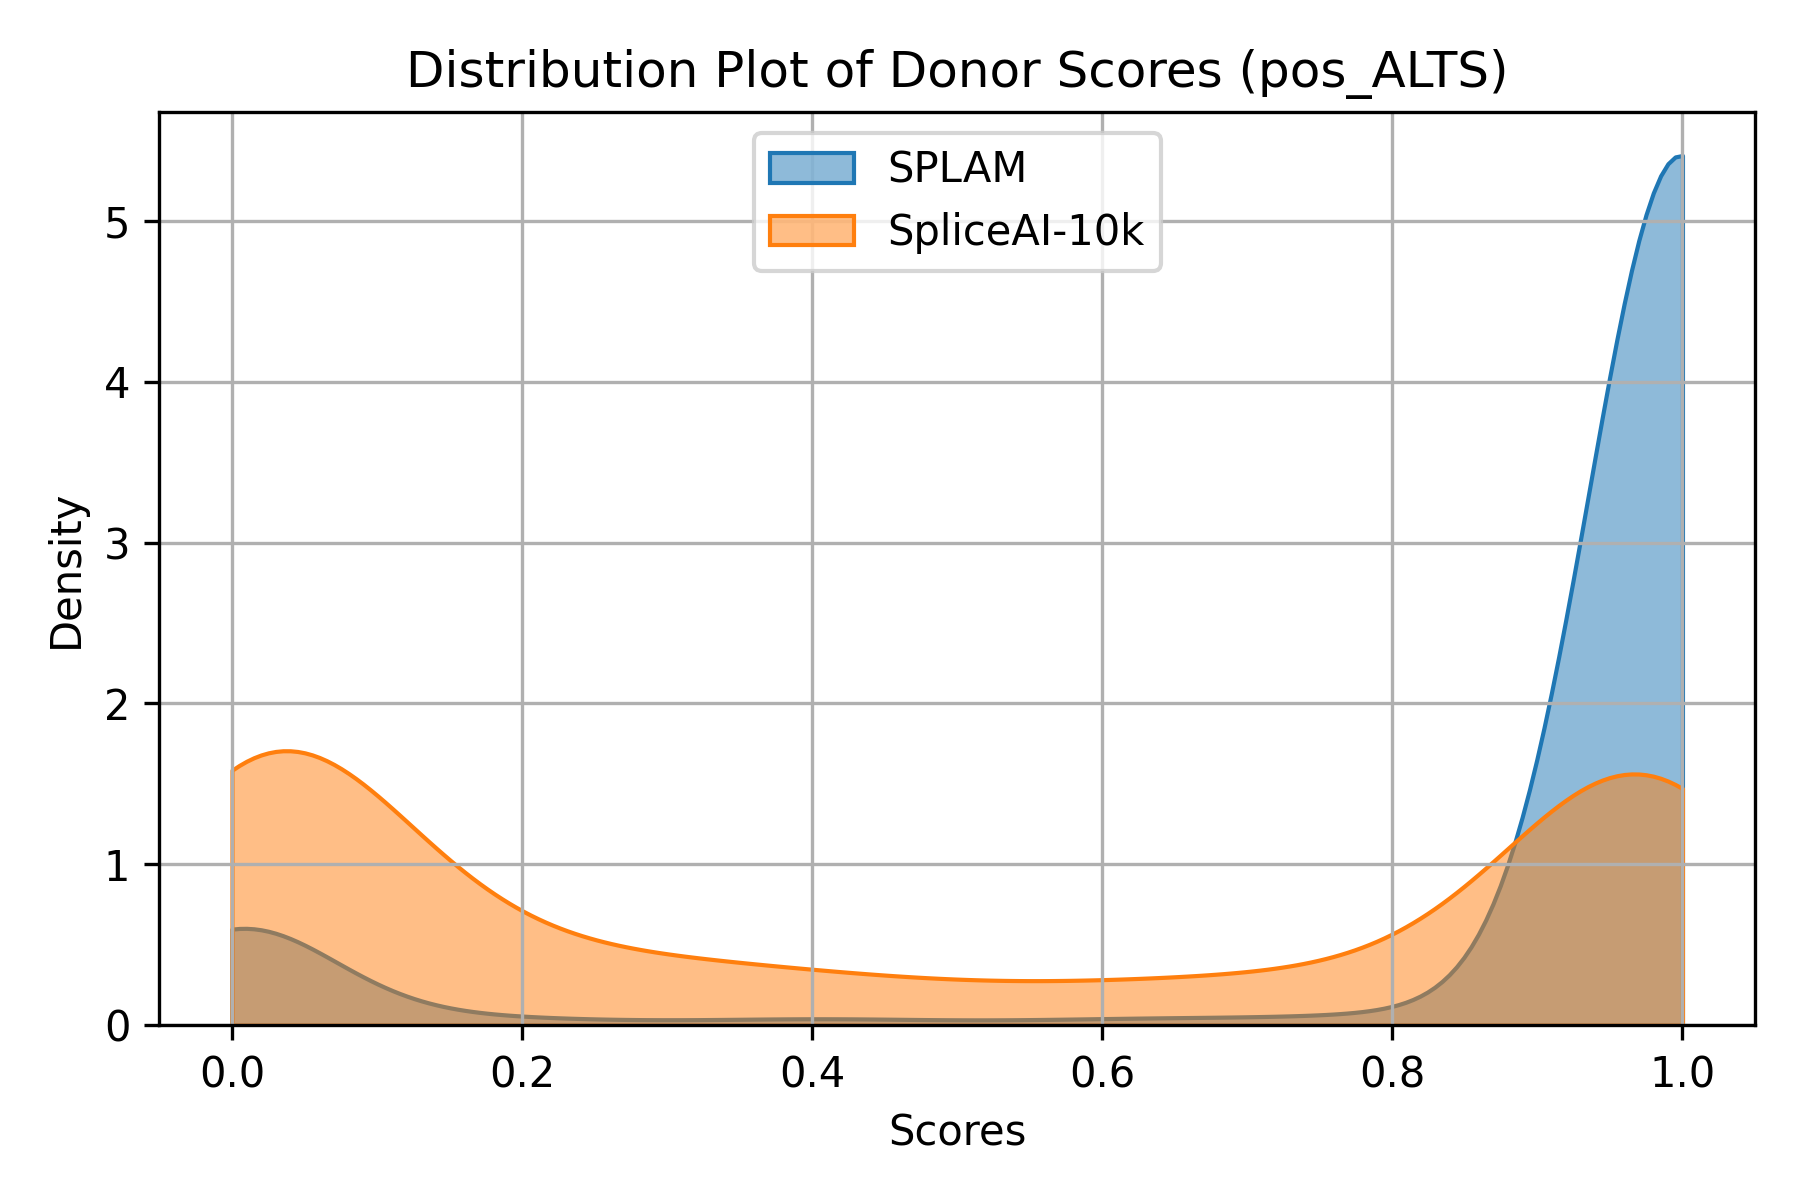 Distribution Plot of Donor Scores (pos_ALTS)
SPLAM
SpliceAI-10k
Density
5
4
3
2
1
0
0.0 0.2 0.4 0.6 0.8 1.0
Scores